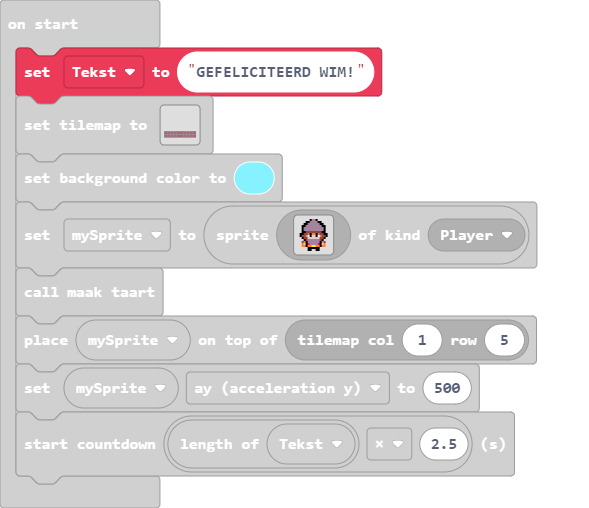 on start
set Tekst to "GEFELICITEERD WIM!"
set tilemap to
set background color to
set mySprite to sprite of kind Player
call maak taart
place mySprite on top of tilemap col 1 row 5
set mySprite ay (acceleration y) to 500
start countdown length of Tekst × 2.5 (s)